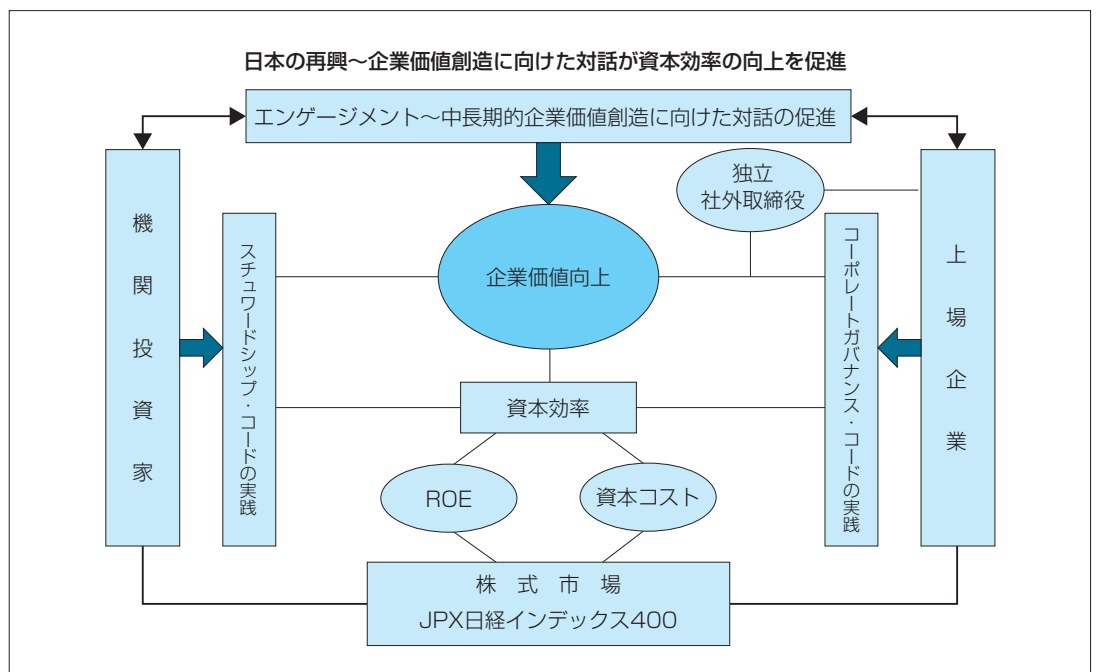 日本の再興～企業価値創造に向けた対話が資本効率の向上を促進
エンゲージメント～中長期的企業価値創造に向けた対話の促進
独立
社外取締役
機関投資家
スチュワードシップ・コードの実践
企業価値向上
コーポレートガバナンス・コードの実践
上場企業
資本効率
ROE
資本コスト
株式市場
JPX日経インデックス400